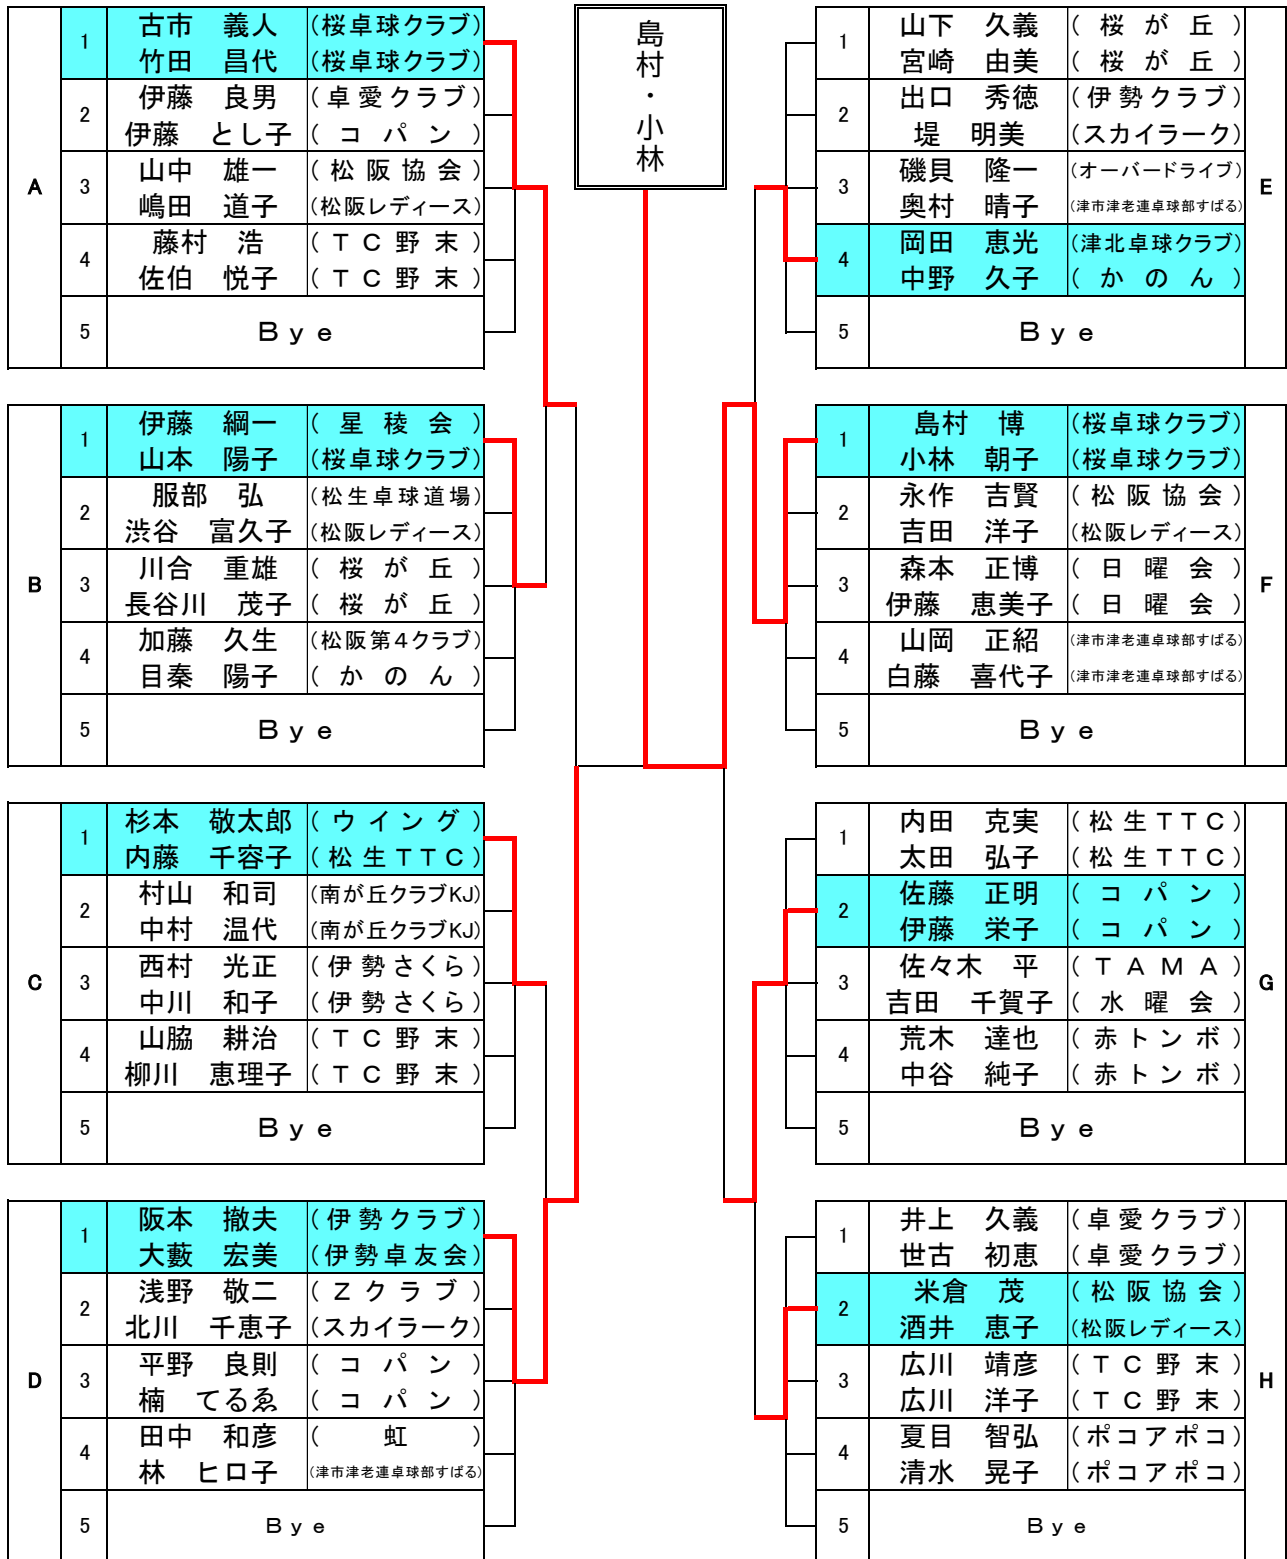 島村・小林
A
1
古市　義人 (桜卓球クラブ)
竹田　昌代 (桜卓球クラブ)
2
伊藤　良男 (卓愛クラブ)
伊藤　とし子 (コパン)
3
山中　雄一 (松阪協会)
嶋田　道子 (松阪レディース)
4
藤村　浩 (ＴＣ野末)
佐伯　悦子 (ＴＣ野末)
5
Ｂｙｅ
B
1
伊藤　綱一 (星稜会)
山本　陽子 (桜卓球クラブ)
2
服部　弘 (松生卓球道場)
渋谷　富久子 (松阪レディース)
3
川合　重雄 (桜が丘)
長谷川　茂子 (桜が丘)
4
加藤　久生 (松阪第４クラブ)
目秦　陽子 (かのん)
5
Ｂｙｅ
C
1
杉本　敬太郎 (ウイング)
内藤　千容子 (松生ＴＴＣ)
2
村山　和司 (南が丘クラブKJ)
中村　温代 (南が丘クラブKJ)
3
西村　光正 (伊勢さくら)
中川　和子 (伊勢さくら)
4
山脇　耕治 (ＴＣ野末)
柳川　恵理子 (ＴＣ野末)
5
Ｂｙｅ
D
1
阪本　撤夫 (伊勢クラブ)
大藪　宏美 (伊勢卓友会)
2
浅野　敬二 (Ｚクラブ)
北川　千恵子 (スカイラーク)
3
平野　良則 (コパン)
楠　てるゑ (コパン)
4
田中　和彦 (虹)
林　ヒロ子 (津市津老連卓球部すばる)
5
Ｂｙｅ
E
1
山下　久義 (桜が丘)
宮崎　由美 (桜が丘)
2
出口　秀徳 (伊勢クラブ)
堤　明美 (スカイラーク)
3
磯貝　隆一 (オーバードライブ)
奥村　晴子 (津市津老連卓球部すばる)
4
岡田　恵光 (津北卓球クラブ)
中野　久子 (かのん)
5
Ｂｙｅ
F
1
島村　博 (桜卓球クラブ)
小林　朝子 (桜卓球クラブ)
2
永作　吉賢 (松阪協会)
吉田　洋子 (松阪レディース)
3
森本　正博 (日曜会)
伊藤　恵美子 (日曜会)
4
山岡　正紹 (津市津老連卓球部すばる)
白藤　喜代子 (津市津老連卓球部すばる)
5
Ｂｙｅ
G
1
内田　克実 (松生ＴＴＣ)
太田　弘子 (松生ＴＴＣ)
2
佐藤　正明 (コパン)
伊藤　栄子 (コパン)
3
佐々木　平 (ＴＡＭＡ)
吉田　千賀子 (水曜会)
4
荒木　達也 (赤トンボ)
中谷　純子 (赤トンボ)
5
Ｂｙｅ
H
1
井上　久義 (卓愛クラブ)
世古　初恵 (卓愛クラブ)
2
米倉　茂 (松阪協会)
酒井　恵子 (松阪レディース)
3
広川　靖彦 (ＴＣ野末)
広川　洋子 (ＴＣ野末)
4
夏目　智弘 (ポコアポコ)
清水　晃子 (ポコアポコ)
5
Ｂｙｅ